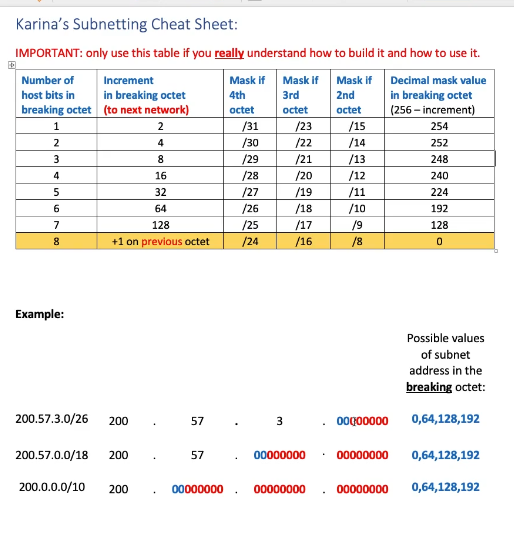 Karina's Subnetting Cheat Sheet:
IMPORTANT: only use this table if you really understand how to build it and how to use it.
Number of host bits in breaking octet Increment in breaking octet (to next network) Mask if 4th octet Mask if 3rd octet Mask if 2nd octet Decimal mask value in breaking octet (256 – increment)
1 2 /31 /23 /15 254
2 4 /30 /22 /14 252
3 8 /29 /21 /13 248
4 16 /28 /20 /12 240
5 32 /27 /19 /11 224
6 64 /26 /18 /10 192
7 128 /25 /17 /9 128
8 +1 on previous octet /24 /16 /8 0
Example:
Possible values
of subnet
address in the
breaking octet:
200.57.3.0/26 200 . 57 . 3 . 00000000 0,64,128,192
200.57.0.0/18 200 . 57 . 00000000 . 00000000 0,64,128,192
200.0.0.0/10 200 . 00000000 . 00000000 . 00000000 0,64,128,192